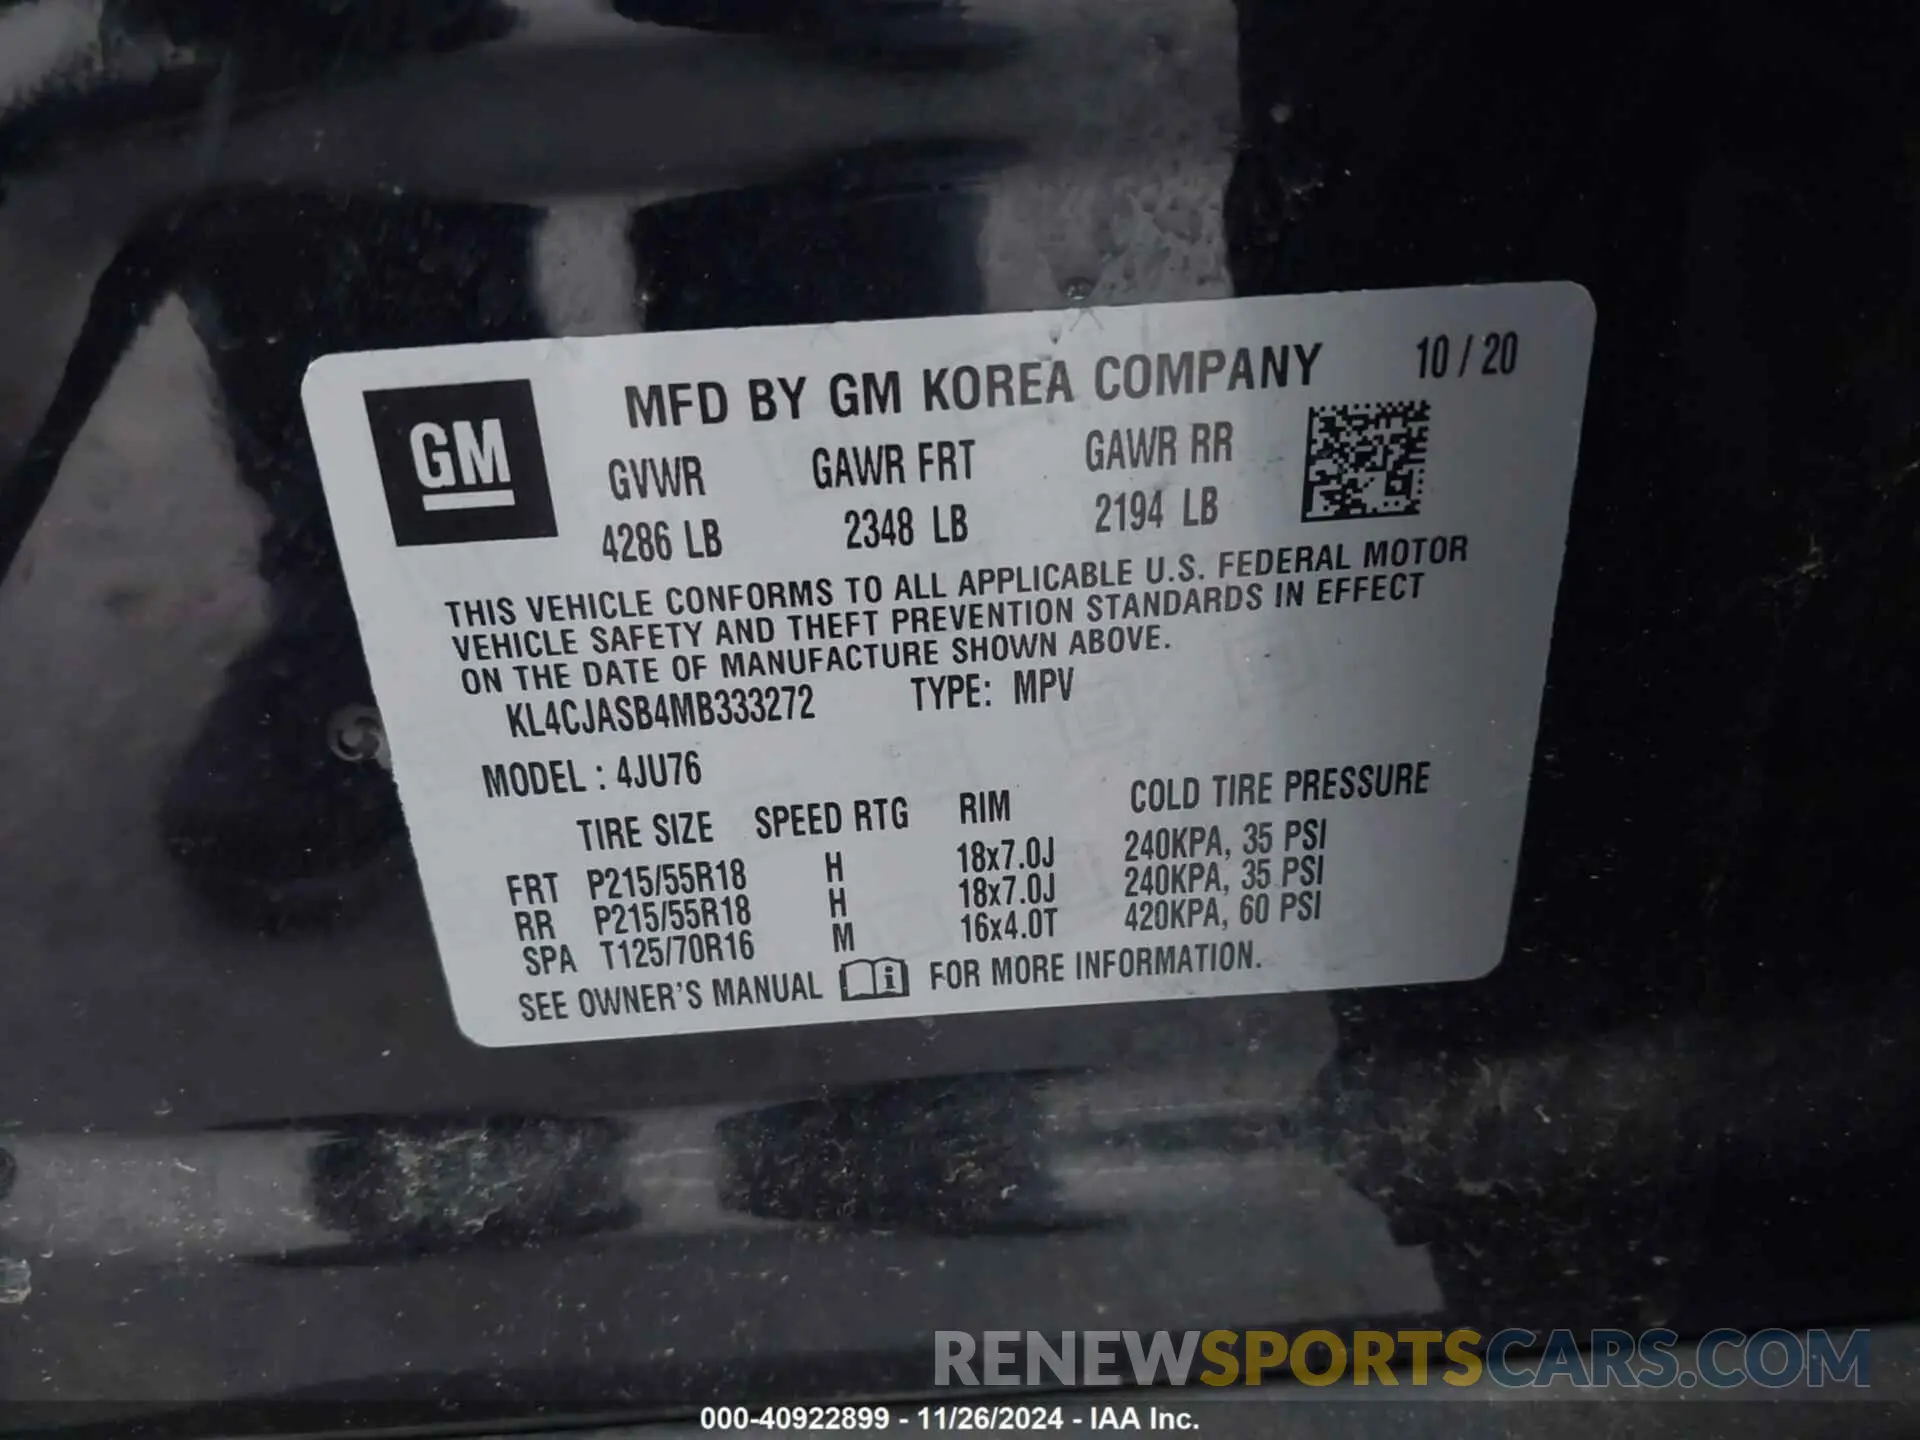 MFD BY GM KOREA COMPANY 10 / 20
GM
GVWR GAWR FRT GAWR RR
4286 LB 2348 LB 2194 LB
THIS VEHICLE CONFORMS TO ALL APPLICABLE U.S. FEDERAL MOTOR
VEHICLE SAFETY AND THEFT PREVENTION STANDARDS IN EFFECT
ON THE DATE OF MANUFACTURE SHOWN ABOVE.
KL4CJASB4MB333272 TYPE: MPV
MODEL : 4JU76
TIRE SIZE SPEED RTG RIM COLD TIRE PRESSURE
FRT P215/55R18 H 18x7.0J 240KPA, 35 PSI
RR P215/55R18 H 18x7.0J 240KPA, 35 PSI
SPA T125/70R16 M 16x4.0T 420KPA, 60 PSI
SEE OWNER'S MANUAL i FOR MORE INFORMATION.
RENEWSPORTSCARS.COM
000-40922899 - 11/26/2024 - IAA Inc.